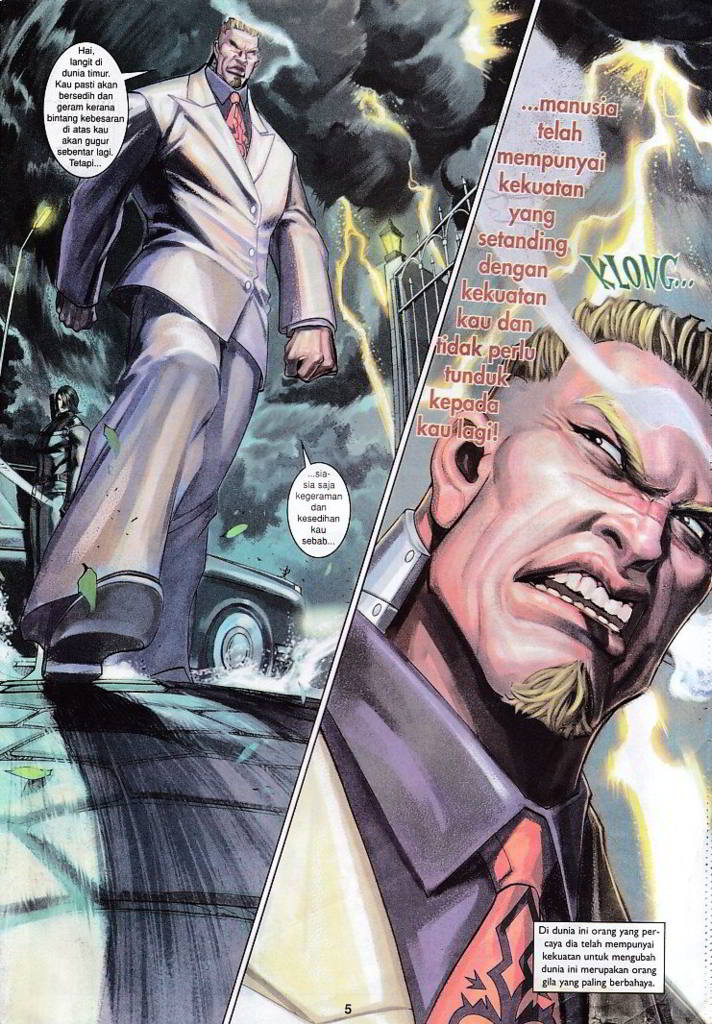 Hai,
langit di
dunia timur.
Kau pasti akan
bersedih dan
geram kerana
bintang kebesaran
di atas kau
akan gugur
sebentar lagi.
Tetapi...
...sia-
sia saja
kegeraman
dan
kesedihan
kau
sebab...
...manusia
telah
mempunyai
kekuatan
yang
setanding
dengan
kekuatan
kau dan
tidak perlu
tunduk
kepada
kau lagi!
KLONG...
Di dunia ini orang yang per-
caya dia telah mempunyai
kekuatan untuk mengubah
dunia ini merupakan orang
gila yang paling berbahaya.
5